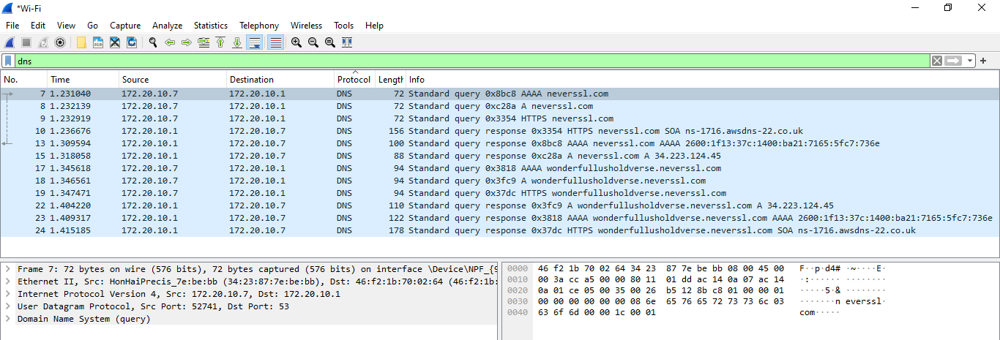 *Wi-Fi
File Edit View Go Capture Analyze Statistics Telephony Wireless Tools Help
dns
No. Time Source Destination Protocol Length Info
7 1.231040 172.20.10.7 172.20.10.1 DNS 72 Standard query 0x8bc8 AAAA neverssl.com
8 1.232139 172.20.10.7 172.20.10.1 DNS 72 Standard query 0xc28a A neverssl.com
9 1.232919 172.20.10.7 172.20.10.1 DNS 72 Standard query 0x3354 HTTPS neverssl.com
10 1.236676 172.20.10.1 172.20.10.7 DNS 156 Standard query response 0x3354 HTTPS neverssl.com SOA ns-1716.awsdns-22.co.uk
13 1.309594 172.20.10.1 172.20.10.7 DNS 100 Standard query response 0x8bc8 AAAA neverssl.com AAAA 2600:1f13:37c:1400:ba21:7165:5fc7:736e
15 1.318058 172.20.10.1 172.20.10.7 DNS 88 Standard query response 0xc28a A neverssl.com A 34.223.124.45
17 1.345618 172.20.10.7 172.20.10.1 DNS 94 Standard query 0x3818 AAAA wonderfullusholdverse.neverssl.com
18 1.346561 172.20.10.7 172.20.10.1 DNS 94 Standard query 0x3fc9 A wonderfullusholdverse.neverssl.com
19 1.347471 172.20.10.7 172.20.10.1 DNS 94 Standard query 0x37dc HTTPS wonderfullusholdverse.neverssl.com
22 1.404220 172.20.10.1 172.20.10.7 DNS 110 Standard query response 0x3fc9 A wonderfullusholdverse.neverssl.com A 34.223.124.45
23 1.409317 172.20.10.1 172.20.10.7 DNS 122 Standard query response 0x3818 AAAA wonderfullusholdverse.neverssl.com AAAA 2600:1f13:37c:1400:ba21:7165:5fc7:736e
24 1.415185 172.20.10.1 172.20.10.7 DNS 178 Standard query response 0x37dc HTTPS wonderfullusholdverse.neverssl.com SOA ns-1716.awsdns-22.co.uk
Frame 7: 72 bytes on wire (576 bits), 72 bytes captured (576 bits) on interface \Device\NPF_{9
Ethernet II, Src: HonHaiPrecis_7e:be:bb (34:23:87:7e:be:bb), Dst: 46:f2:1b:70:02:64 (46:f2:1b:
Internet Protocol Version 4, Src: 172.20.10.7, Dst: 172.20.10.1
User Datagram Protocol, Src Port: 52741, Dst Port: 53
Domain Name System (query)
0000 46 f2 1b 70 02 64 34 23 87 7e be bb 08 00 45 00 F··p·d4# ·~····E·
0010 00 3a cc a5 00 00 80 11 01 dd ac 14 0a 07 ac 14 ·:······ ········
0020 0a 01 ce 05 00 35 00 26 b5 12 8b c8 01 00 00 01 ·····5·& ········
0030 00 00 00 00 00 00 08 6e 65 76 65 72 73 73 6c 03 ·······n everssl·
0040 63 6f 6d 00 00 1c 00 01 com·····